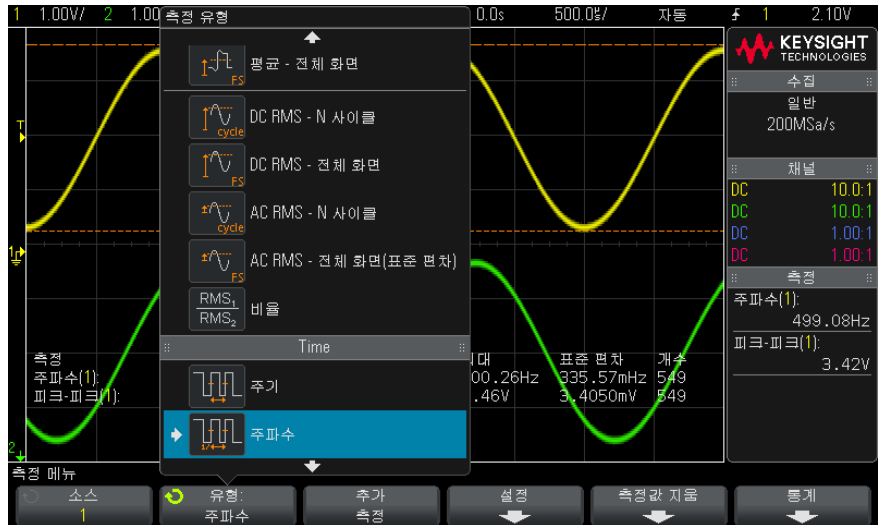 1 1.00V/ 2 1.00
0.0s 500.0㎲/ 자동 1 2.10V
측정 유형
FS 평균 - 전체 화면
cycle DC RMS - N 사이클
FS DC RMS - 전체 화면
cycle AC RMS - N 사이클
FS AC RMS - 전체 화면(표준 편차)
RMS₁
RMS₂ 비율
Time
주기
1/ 주파수
T
1
2
측정
주파수(1):
피크-피크(1):
대 표준 편차 개수
00.26Hz 335.57mHz 549
.46V 3.4050mV 549
KEYSIGHT
TECHNOLOGIES
수집
일반
200MSa/s
채널
DC 10.0:1
DC 10.0:1
DC 1.00:1
DC 1.00:1
측정
주파수(1):
499.08Hz
피크-피크(1):
3.42V
측정 메뉴
소스
1
유형:
주파수
추가
측정
설정
측정값 지움
통계